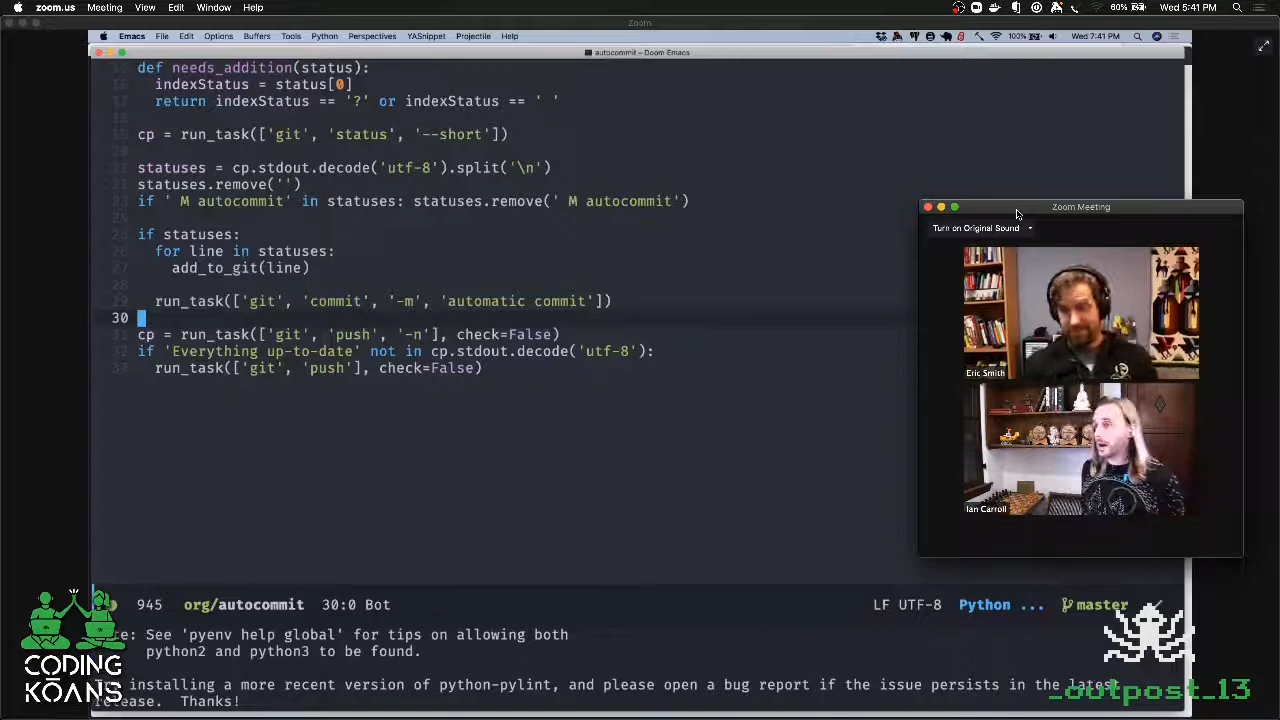 zoom.us Meeting View Edit Window Help
60% Wed 5:41 PM
Zoom
Emacs File Edit Options Buffers Tools Python Perspectives YASnippet Projectile Help
100% Wed 7:41 PM
autocommit – Doom Emacs
def needs_addition(status):
indexStatus = status[0]
return indexStatus == '?' or indexStatus == ' '
cp = run_task(['git', 'status', '--short'])
statuses = cp.stdout.decode('utf-8').split('\n')
statuses.remove('')
if ' M autocommit' in statuses: statuses.remove(' M autocommit')
if statuses:
for line in statuses:
add_to_git(line)
29 run_task(['git', 'commit', '-m', 'automatic commit'])
30
cp = run_task(['git', 'push', '-n'], check=False)
if 'Everything up-to-date' not in cp.stdout.decode('utf-8'):
run_task(['git', 'push'], check=False)
Zoom Meeting
Turn on Original Sound
Eric Smith
Ian Carroll
945 org/autocommit 30:0 Bot LF UTF-8 Python ... master
See 'pyenv help global' for tips on allowing both
python2 and python3 to be found.
installing a more recent version of python-pylint, and please open a bug report if the issue persists in the latest
release. Thanks!
CODING
KOANS
_outpost_13